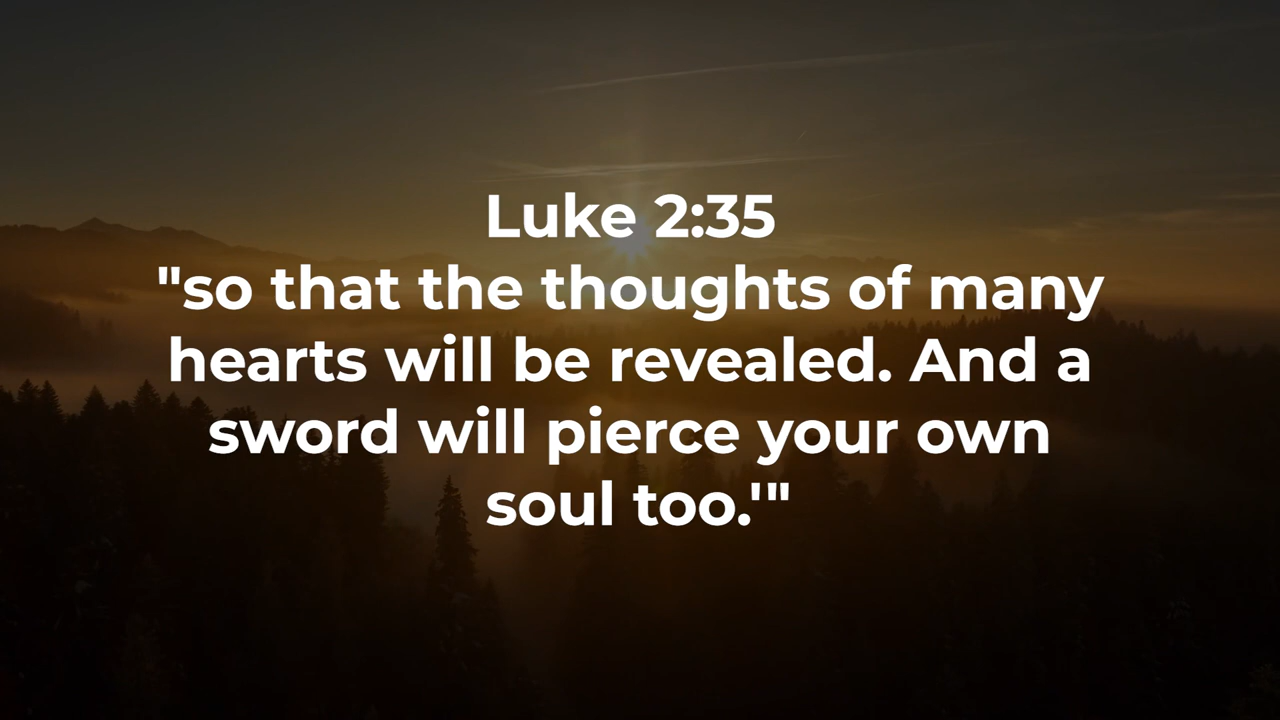 Luke 2:35
"so that the thoughts of many
hearts will be revealed. And a
sword will pierce your own
soul too.'"